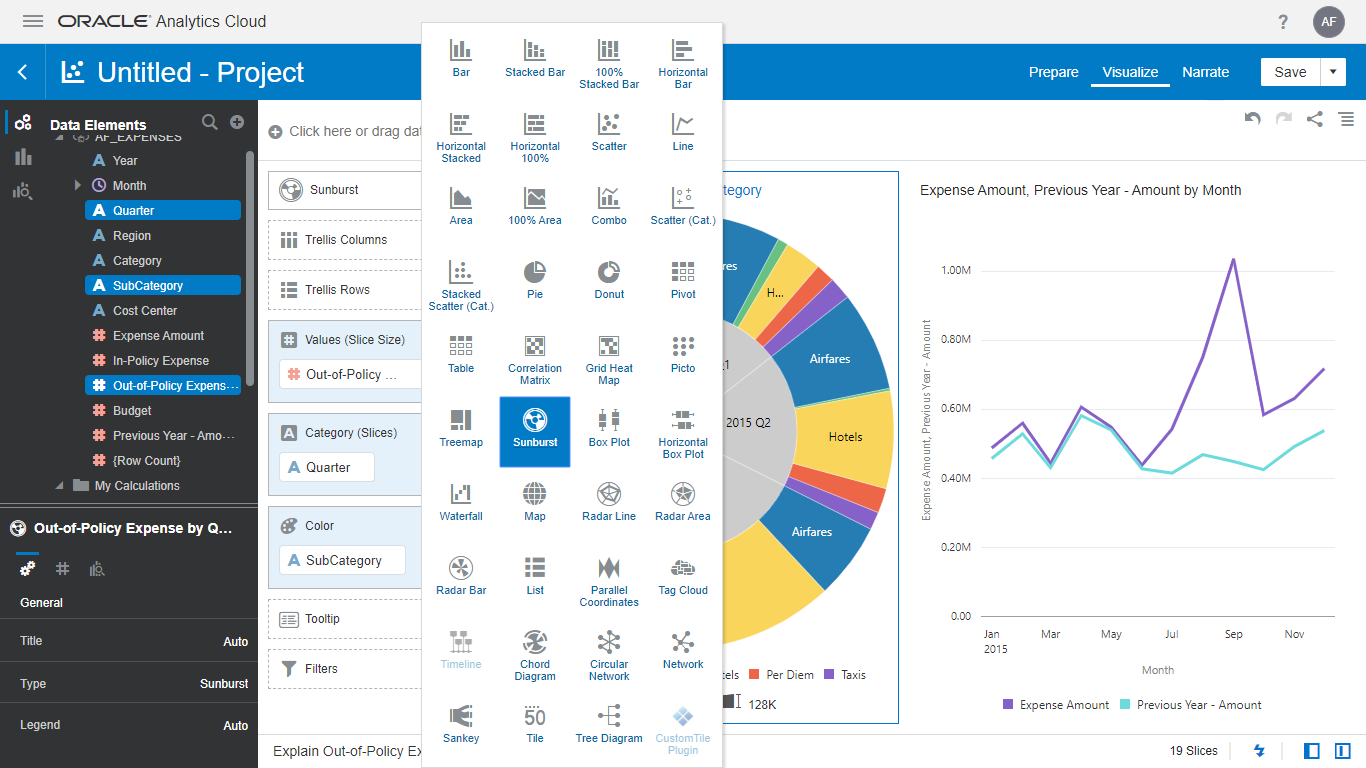 ORACLE Analytics Cloud
?
AF
Untitled - Project
Prepare
Visualize
Narrate
Save
Data Elements
AF_EXPENSES
A Year
Month
A Quarter
A Region
A Category
A SubCategory
A Cost Center
# Expense Amount
# In-Policy Expense
# Out-of-Policy Expens...
# Budget
# Previous Year - Amo...
# {Row Count}
My Calculations
Out-of-Policy Expense by Q...
#
General
Title Auto
Type Sunburst
Legend Auto
Click here or drag dat
Sunburst
Trellis Columns
Trellis Rows
# Values (Slice Size)
# Out-of-Policy ...
A Category (Slices)
A Quarter
Color
A SubCategory
Tooltip
Filters
Explain Out-of-Policy Ex
Bar
Stacked Bar
100%
Stacked Bar
Horizontal
Bar
Horizontal
Stacked
Horizontal
100%
Scatter
Line
Area
100% Area
Combo
Scatter (Cat.)
Stacked
Scatter (Cat.)
Pie
Donut
Pivot
Table
Correlation
Matrix
Grid Heat
Map
Picto
Treemap
Sunburst
Box Plot
Horizontal
Box Plot
Waterfall
Map
Radar Line
Radar Area
Radar Bar
List
Parallel
Coordinates
Tag Cloud
Timeline
Chord
Diagram
Circular
Network
Network
Sankey
50
Tile
Tree Diagram
CustomTile
Plugin
tegory
res
H...
Airfares
Q1
2015 Q2
Hotels
Airfares
tels
Per Diem
Taxis
128K
Expense Amount, Previous Year - Amount by Month
Expense Amount, Previous Year - Amount
1.00M
0.80M
0.60M
0.40M
0.20M
0.00
Jan
2015
Mar
May
Jul
Sep
Nov
Month
Expense Amount
Previous Year - Amount
19 Slices